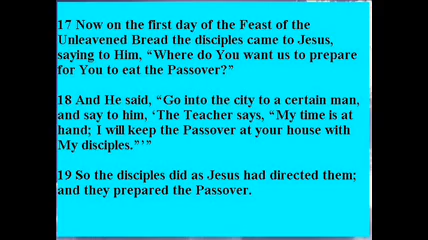 17 Now on the first day of the Feast of the
Unleavened Bread the disciples came to Jesus,
saying to Him, “Where do You want us to prepare
for You to eat the Passover?”
18 And He said, “Go into the city to a certain man,
and say to him, ‘The Teacher says, “My time is at
hand; I will keep the Passover at your house with
My disciples.”’”
19 So the disciples did as Jesus had directed them;
and they prepared the Passover.